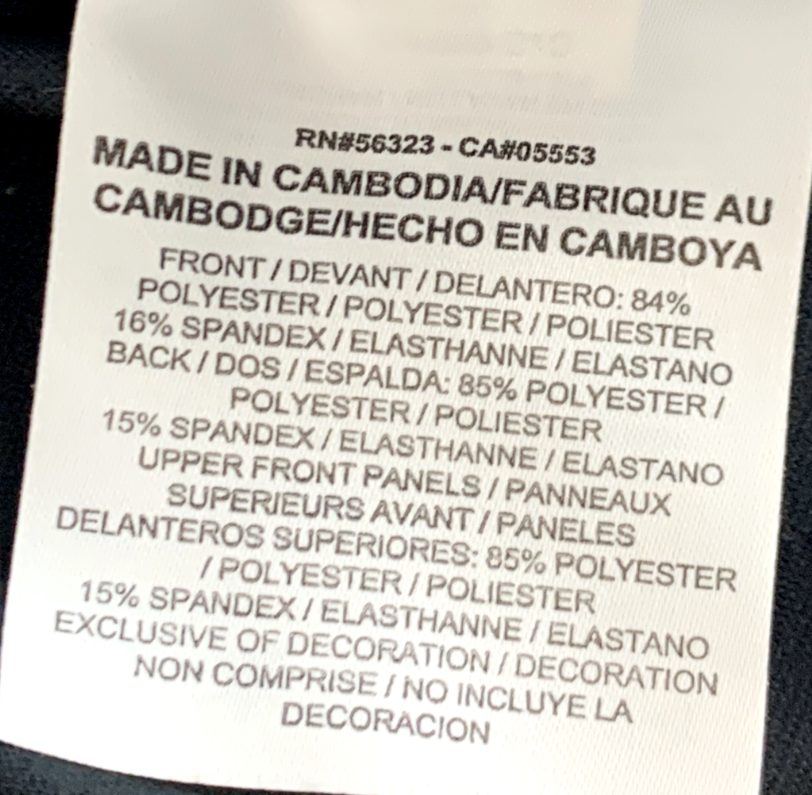 RN#56323 - CA#05553
MADE IN CAMBODIA/FABRIQUE AU
CAMBODGE/HECHO EN CAMBOYA
FRONT / DEVANT / DELANTERO: 84%
POLYESTER / POLYESTER / POLIESTER
16% SPANDEX / ELASTHANNE / ELASTANO
BACK / DOS / ESPALDA: 85% POLYESTER /
POLYESTER / POLIESTER
15% SPANDEX / ELASTHANNE / ELASTANO
UPPER FRONT PANELS / PANNEAUX
SUPERIEURS AVANT / PANELES
DELANTEROS SUPERIORES: 85% POLYESTER
/ POLYESTER / POLIESTER
15% SPANDEX / ELASTHANNE / ELASTANO
EXCLUSIVE OF DECORATION / DECORATION
NON COMPRISE / NO INCLUYE LA
DECORACION